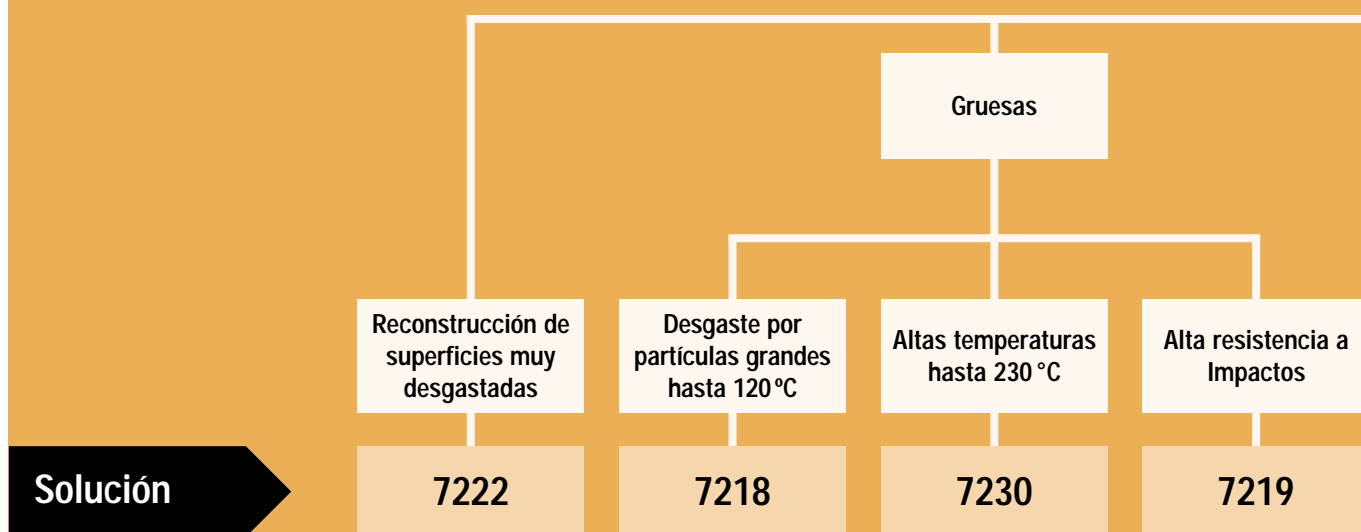 Gruesas
Reconstrucción de
superficies muy
desgastadas
Desgaste por
partículas grandes
hasta 120 ºC
Altas temperaturas
hasta 230 °C
Alta resistencia a
Impactos
Solución
7222
7218
7230
7219